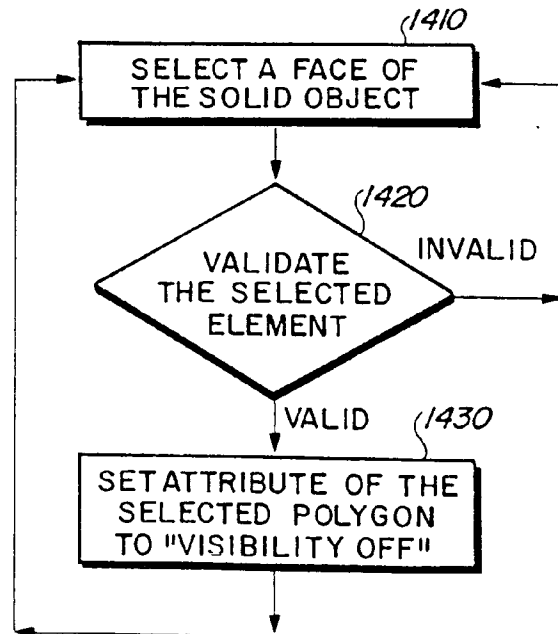 1410
SELECT A FACE OF
THE SOLID OBJECT
1420
VALIDATE
THE SELECTED
ELEMENT
INVALID
VALID
1430
SET ATTRIBUTE OF THE
SELECTED POLYGON
TO "VISIBILITY OFF"